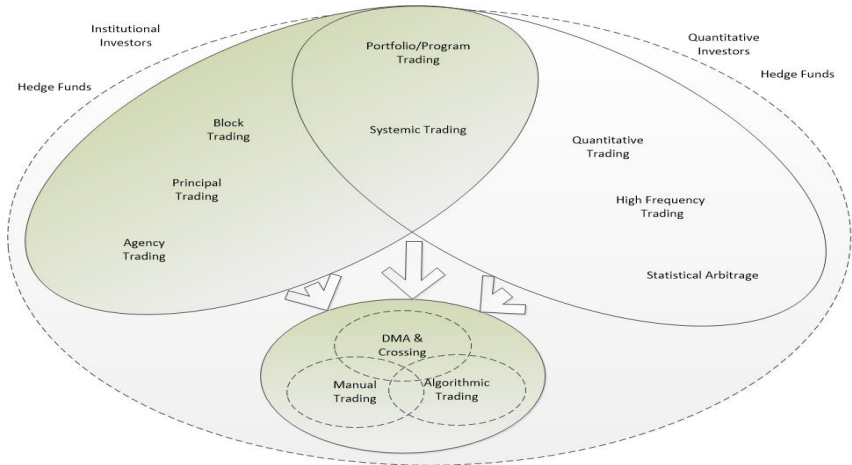 Institutional
Investors
Hedge Funds
Portfolio/Program
Trading
Quantitative
Investors
Hedge Funds
Block
Trading
Systemic Trading
Quantitative
Trading
Principal
Trading
High Frequency
Trading
Agency
Trading
Statistical Arbitrage
DMA &
Crossing
Manual
Trading
Algorithmic
Trading